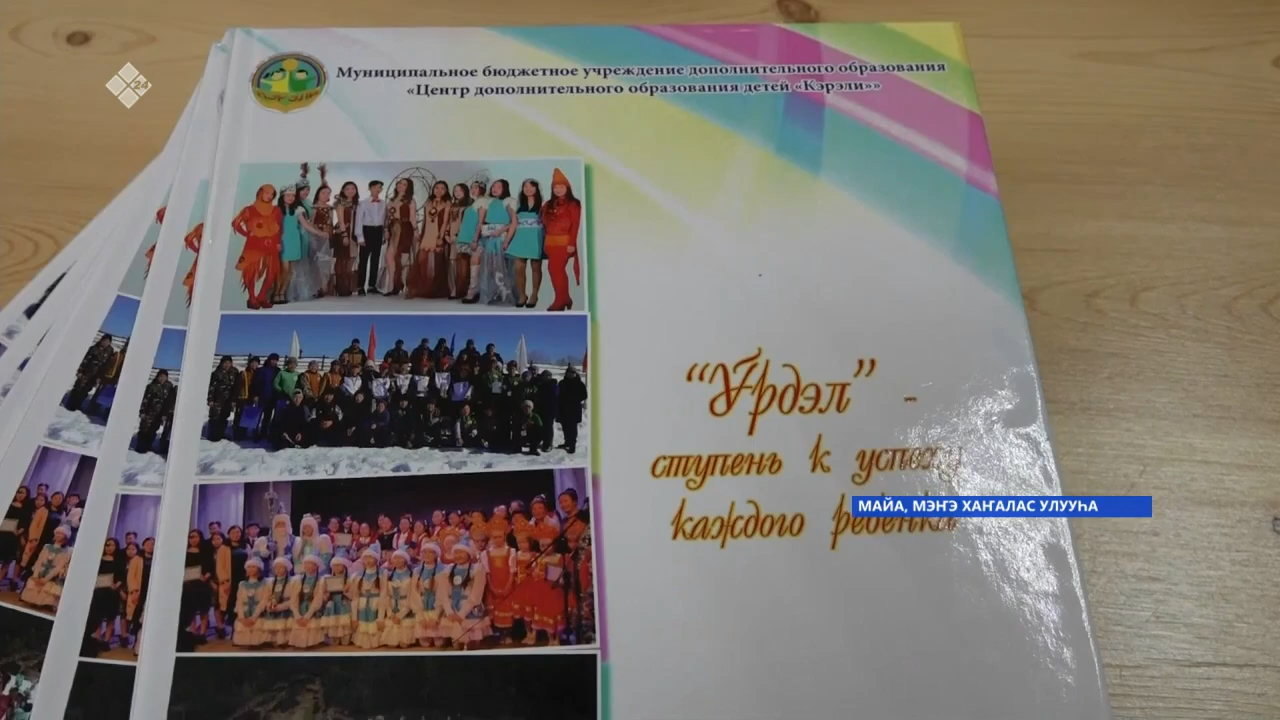 Муниципальное бюджетное учреждение дополнительного образования
«Центр дополнительного образования детей «Кэрэли»»
24
“Үрдэл” -
ступень к успеху
каждого ребенка
МАЙА, МЭҤЭ ХАҤАЛАС УЛУУҺА